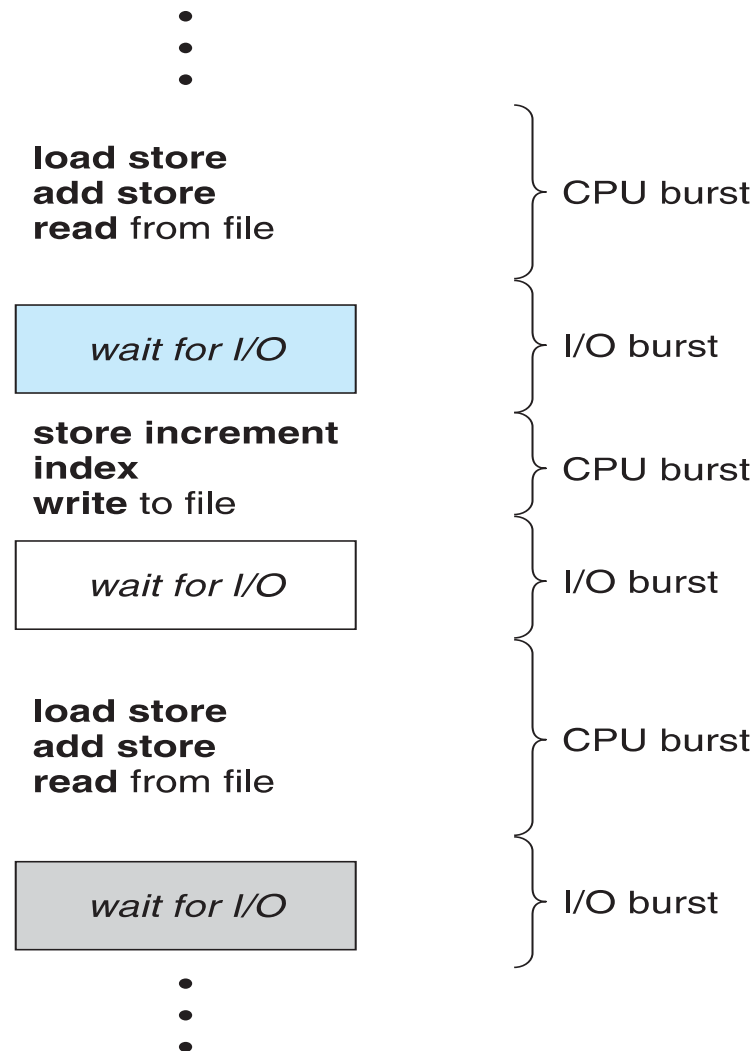 load store
add store
read from file
CPU burst
wait for I/O
I/O burst
store increment
index
write to file
CPU burst
wait for I/O
I/O burst
load store
add store
read from file
CPU burst
wait for I/O
I/O burst